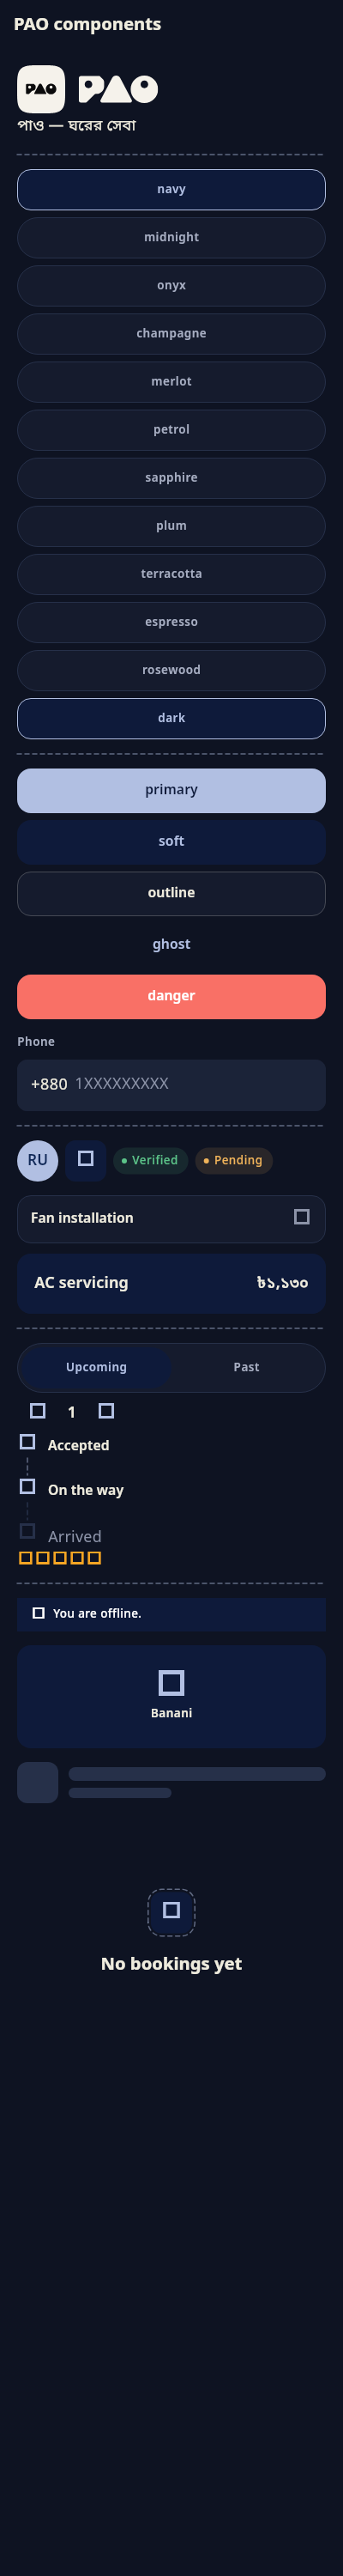 PAO components
PAO PAO
পাও — ঘরের সেবা
navy
midnight
onyx
champagne
merlot
petrol
sapphire
plum
terracotta
espresso
rosewood
dark
primary
soft
outline
ghost
danger
Phone
+880 1XXXXXXXXX
RU Verified Pending
Fan installation
AC servicing ৳১,১৩০
Upcoming Past
1
Accepted
On the way
Arrived
You are offline.
Banani
No bookings yet